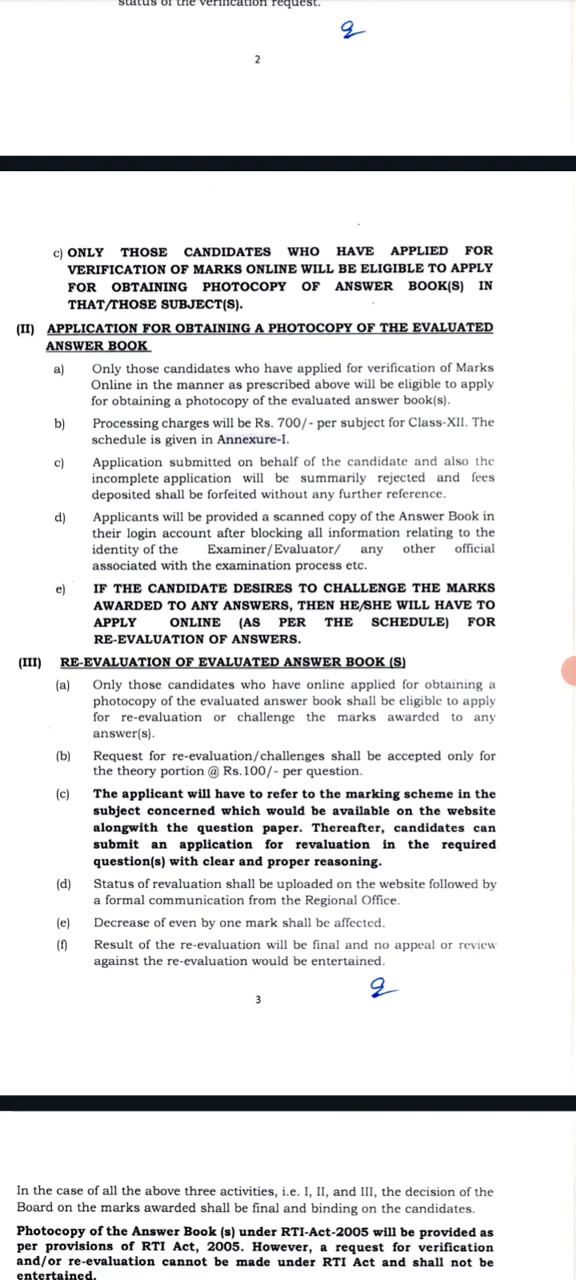 status of the verification request.
2
c) ONLY THOSE CANDIDATES WHO HAVE APPLIED FOR
VERIFICATION OF MARKS ONLINE WILL BE ELIGIBLE TO APPLY
FOR OBTAINING PHOTOCOPY OF ANSWER BOOK(S) IN
THAT/THOSE SUBJECT(S).
(II) APPLICATION FOR OBTAINING A PHOTOCOPY OF THE EVALUATED
ANSWER BOOK
a) Only those candidates who have applied for verification of Marks
Online in the manner as prescribed above will be eligible to apply
for obtaining a photocopy of the evaluated answer book(s).
b) Processing charges will be Rs. 700/- per subject for Class-XII. The
schedule is given in Annexure-I.
c) Application submitted on behalf of the candidate and also the
incomplete application will be summarily rejected and fees
deposited shall be forfeited without any further reference.
d) Applicants will be provided a scanned copy of the Answer Book in
their login account after blocking all information relating to the
identity of the Examiner/Evaluator/ any other official
associated with the examination process etc.
e) IF THE CANDIDATE DESIRES TO CHALLENGE THE MARKS
AWARDED TO ANY ANSWERS, THEN HE/SHE WILL HAVE TO
APPLY ONLINE (AS PER THE SCHEDULE) FOR
RE-EVALUATION OF ANSWERS.
(III) RE-EVALUATION OF EVALUATED ANSWER BOOK (S)
(a) Only those candidates who have online applied for obtaining a
photocopy of the evaluated answer book shall be eligible to apply
for re-evaluation or challenge the marks awarded to any
answer(s).
(b) Request for re-evaluation/challenges shall be accepted only for
the theory portion @ Rs.100/- per question.
(c) The applicant will have to refer to the marking scheme in the
subject concerned which would be available on the website
alongwith the question paper. Thereafter, candidates can
submit an application for revaluation in the required
question(s) with clear and proper reasoning.
(d) Status of revaluation shall be uploaded on the website followed by
a formal communication from the Regional Office.
(e) Decrease of even by one mark shall be affected.
(f) Result of the re-evaluation will be final and no appeal or review
against the re-evaluation would be entertained.
3
In the case of all the above three activities, i.e. I, II, and III, the decision of the
Board on the marks awarded shall be final and binding on the candidates.
Photocopy of the Answer Book (s) under RTI-Act-2005 will be provided as
per provisions of RTI Act, 2005. However, a request for verification
and/or re-evaluation cannot be made under RTI Act and shall not be
entertained.